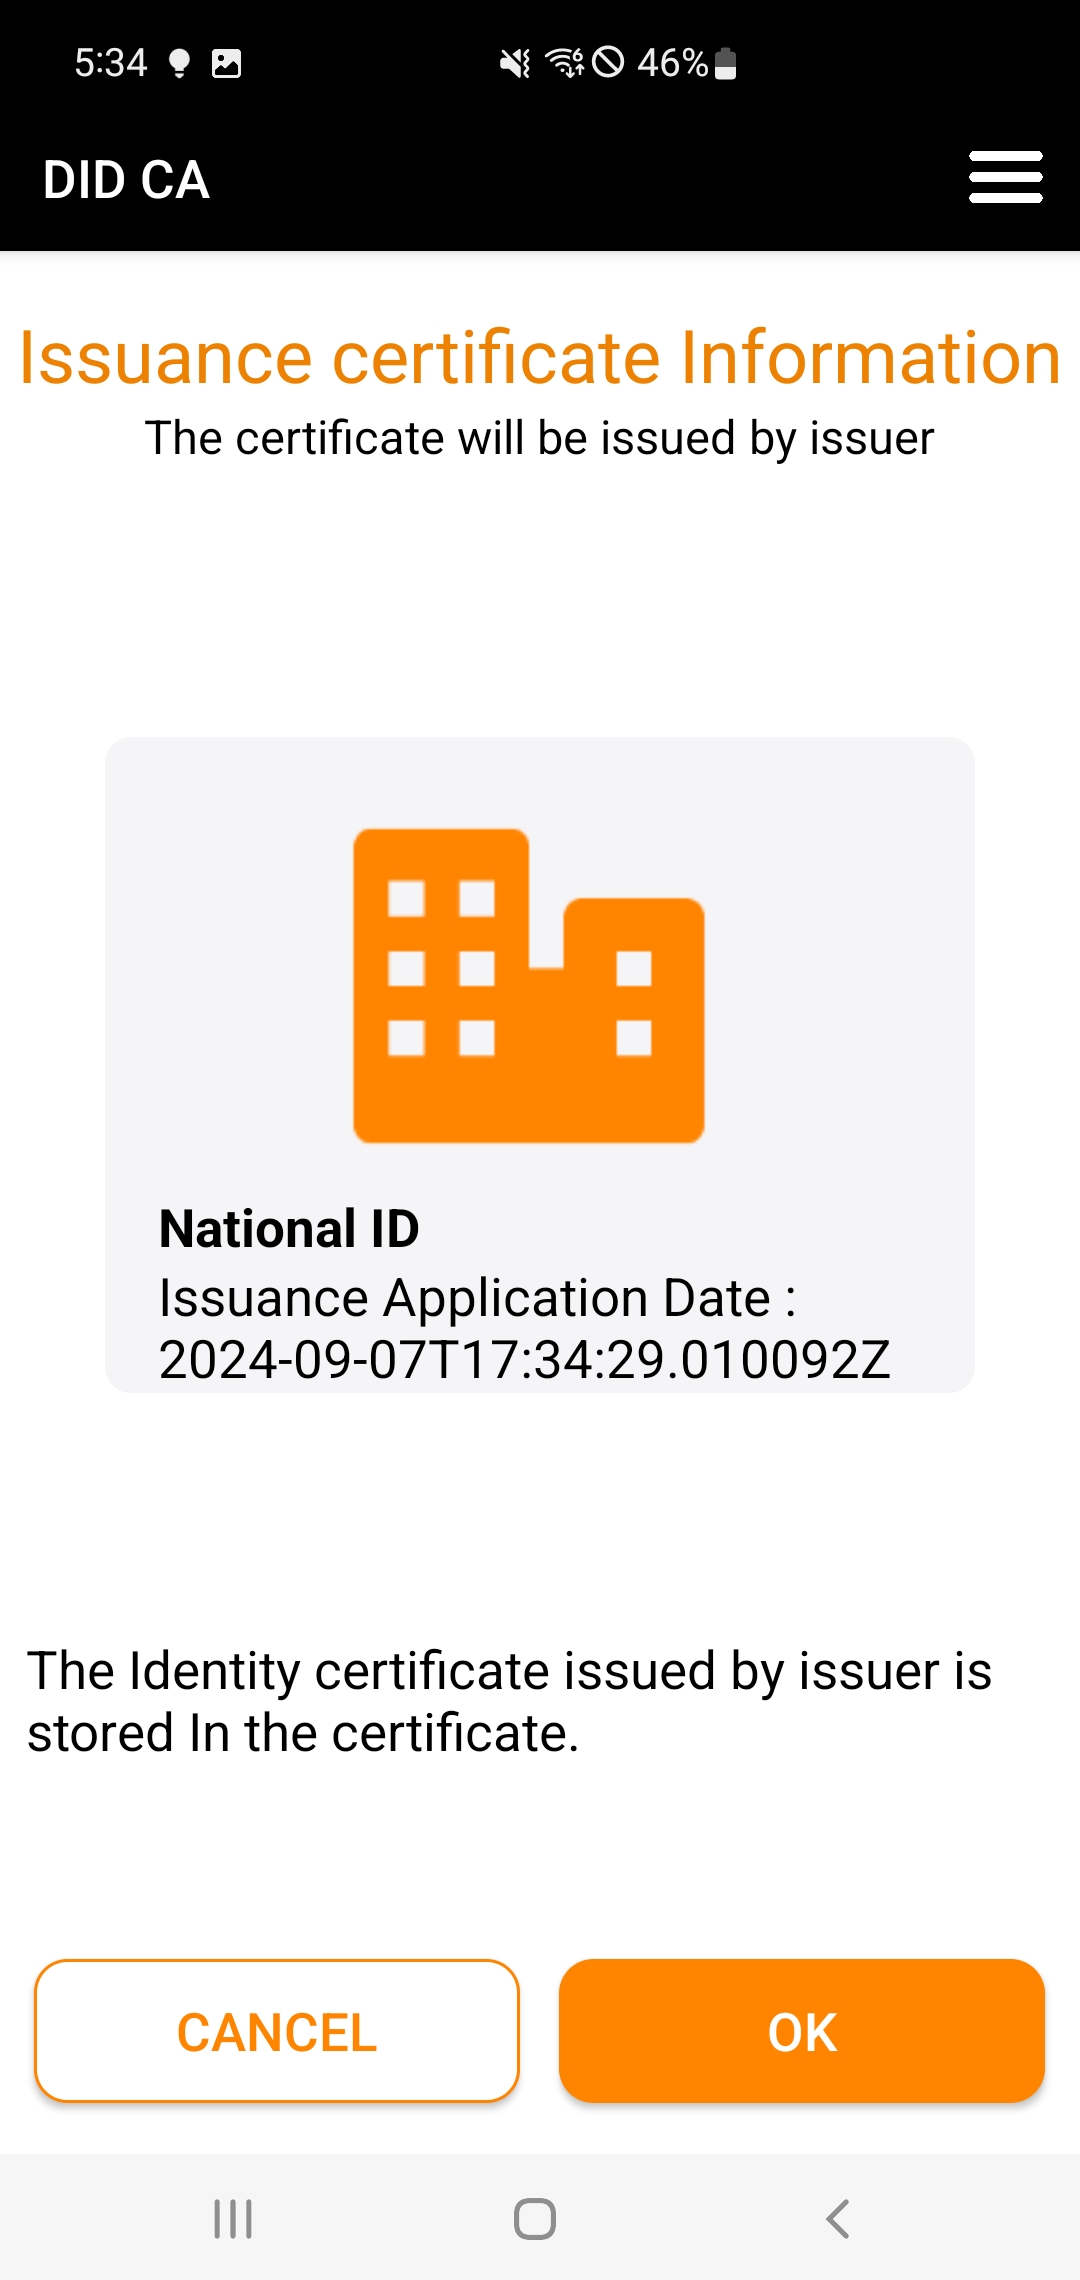 5:34
46%
DID CA
Issuance certificate Information
The certificate will be issued by issuer
National ID
Issuance Application Date :
2024-09-07T17:34:29.010092Z
The Identity certificate issued by issuer is
stored In the certificate.
CANCEL
OK